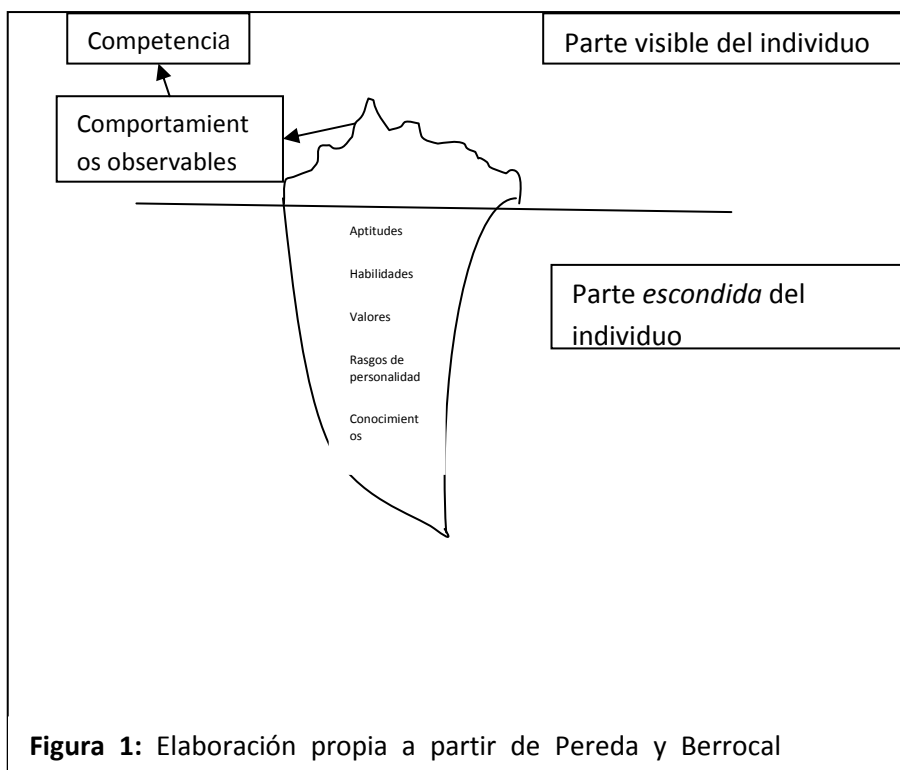 Competencia
Parte visible del individuo
Comportamient
os observables
Aptitudes
Habilidades
Parte escondida del
individuo
Valores
Rasgos de
personalidad
Conocimient
os
Figura 1: Elaboración propia a partir de Pereda y Berrocal